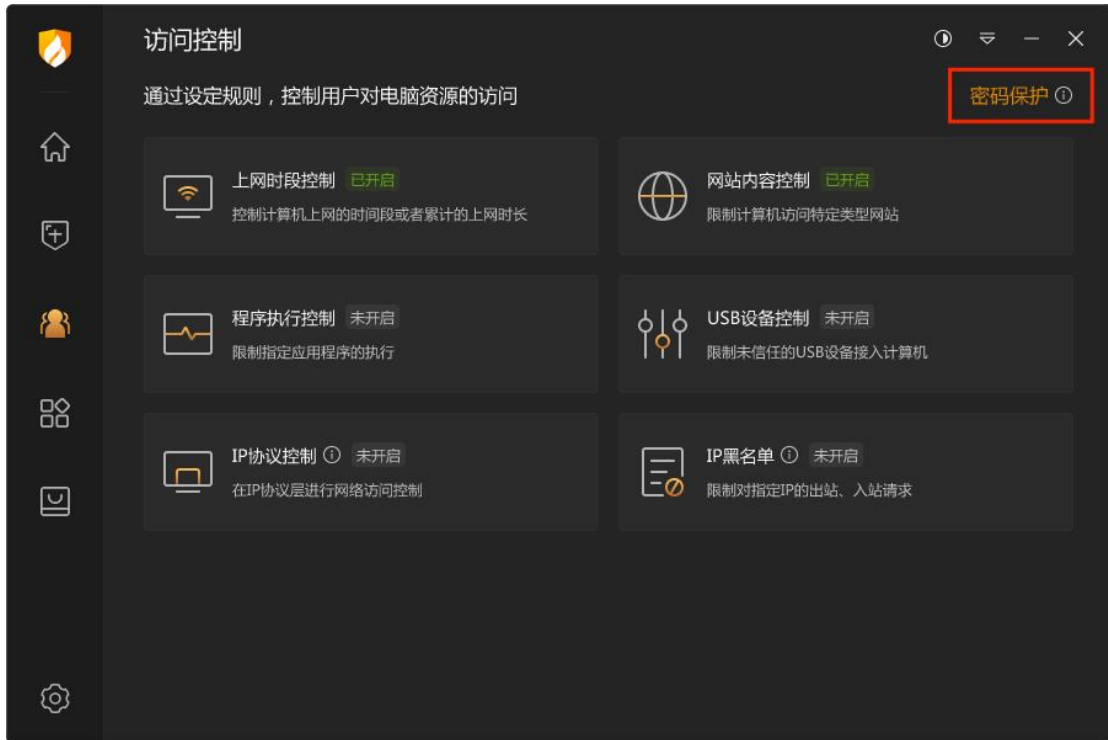 访问控制
通过设定规则，控制用户对电脑资源的访问
密码保护
上网时段控制 已开启
控制计算机上网的时间段或者累计的上网时长
网站内容控制 已开启
限制计算机访问特定类型网站
程序执行控制 未开启
限制指定应用程序的执行
USB设备控制 未开启
限制未信任的USB设备接入计算机
IP协议控制 未开启
在IP协议层进行网络访问控制
IP黑名单 未开启
限制对指定IP的出站、入站请求